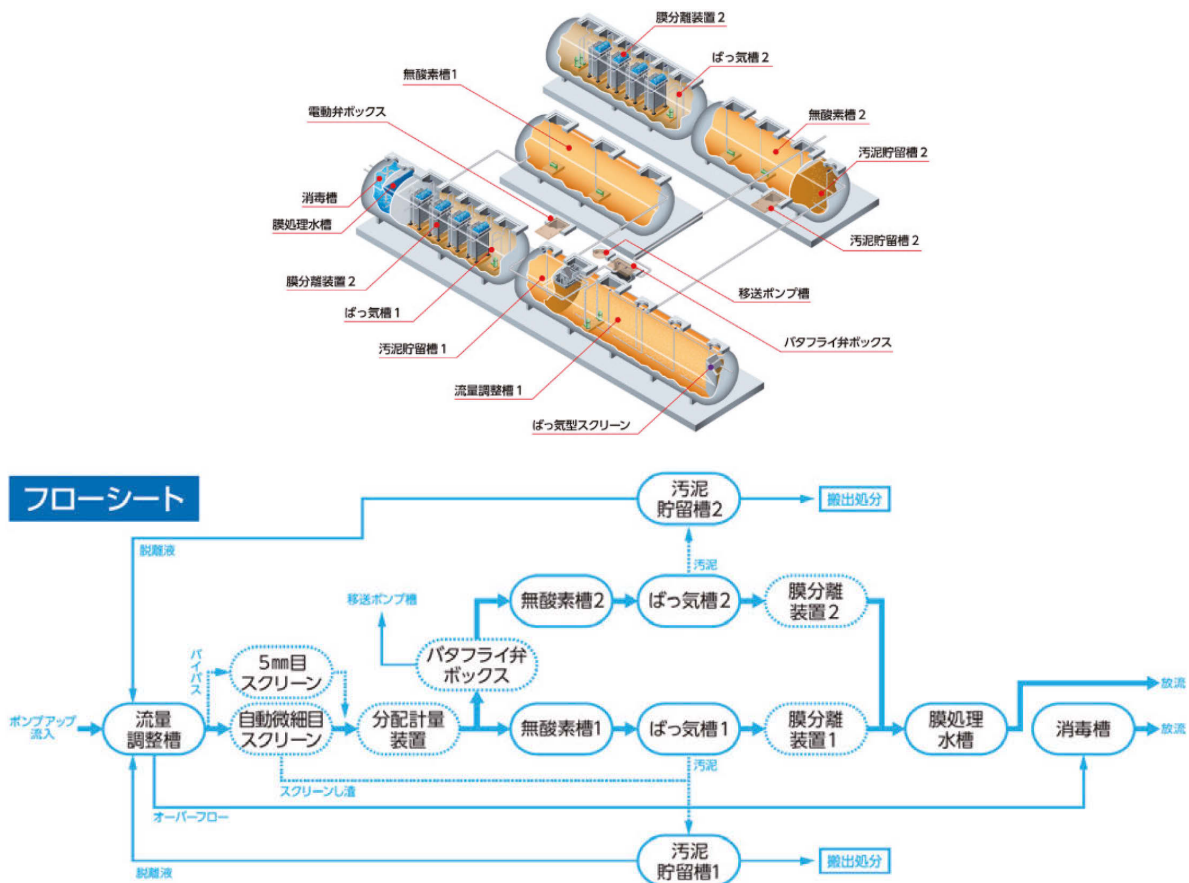 膜分離装置2
ばっ気槽2
無酸素槽1
電動弁ボックス
無酸素槽2
汚泥貯留槽2
消毒槽
膜処理水槽
汚泥貯留槽2
膜分離装置2
移送ポンプ槽
ばっ気槽1
汚泥貯留槽1
バタフライ弁ボックス
流量調整槽1
ばっ気型スクリーン
フローシート
汚泥
貯留槽2
搬出処分
脱離液
汚泥
移送ポンプ槽
無酸素槽2
ばっ気槽2
膜分離
装置2
バイパス
5㎜目
スクリーン
バタフライ弁
ボックス
ポンプアップ
流入
流量
調整槽
自動微細目
スクリーン
分配計量
装置
無酸素槽1
ばっ気槽1
膜分離
装置1
膜処理
水槽
消毒槽
放流
放流
汚泥
スクリーンし渣
オーバーフロー
脱離液
汚泥
貯留槽1
搬出処分